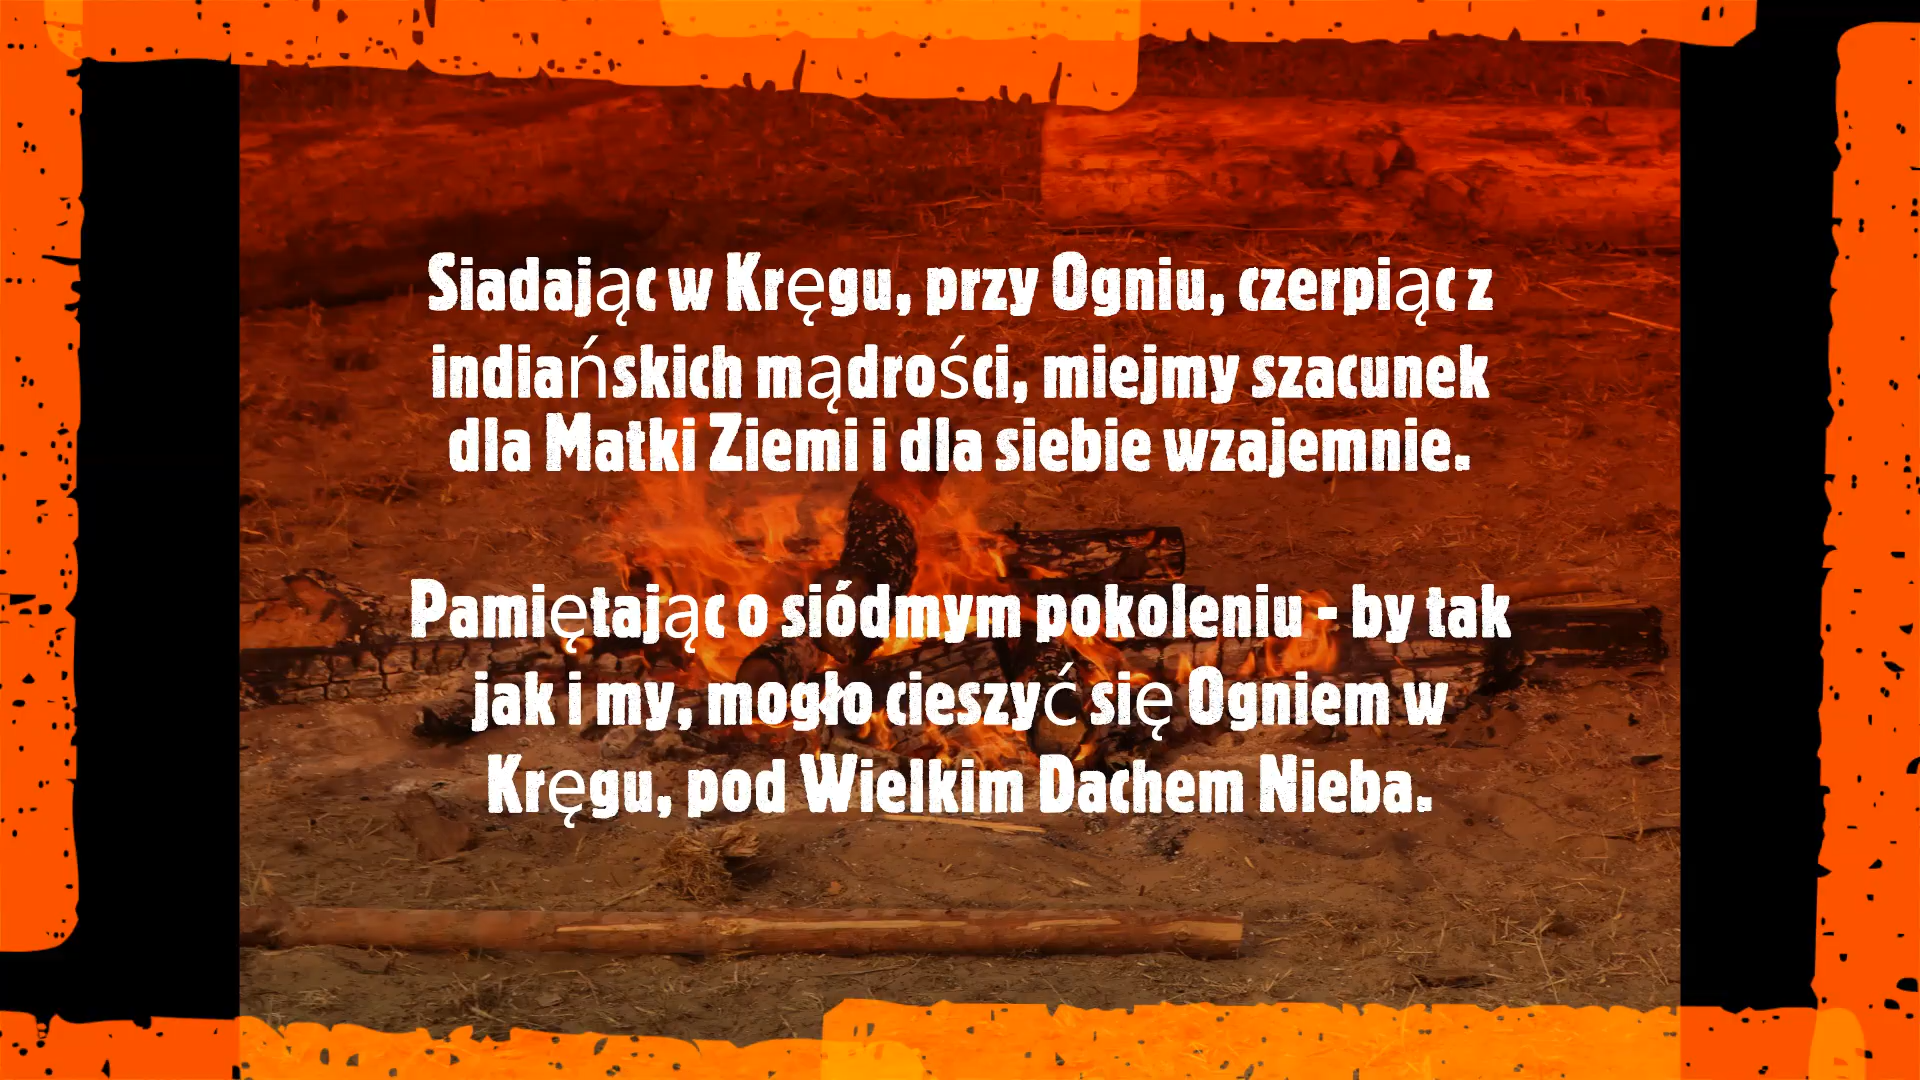 Siadając w Kręgu, przy Ogniu, czerpiąc z
indiańskich mądrości, miejmy szacunek
dla Matki Ziemi i dla siebie wzajemnie.
Pamiętając o siódmym pokoleniu - by tak
jak i my, mogło cieszyć się Ogniem w
Kręgu, pod Wielkim Dachem Nieba.